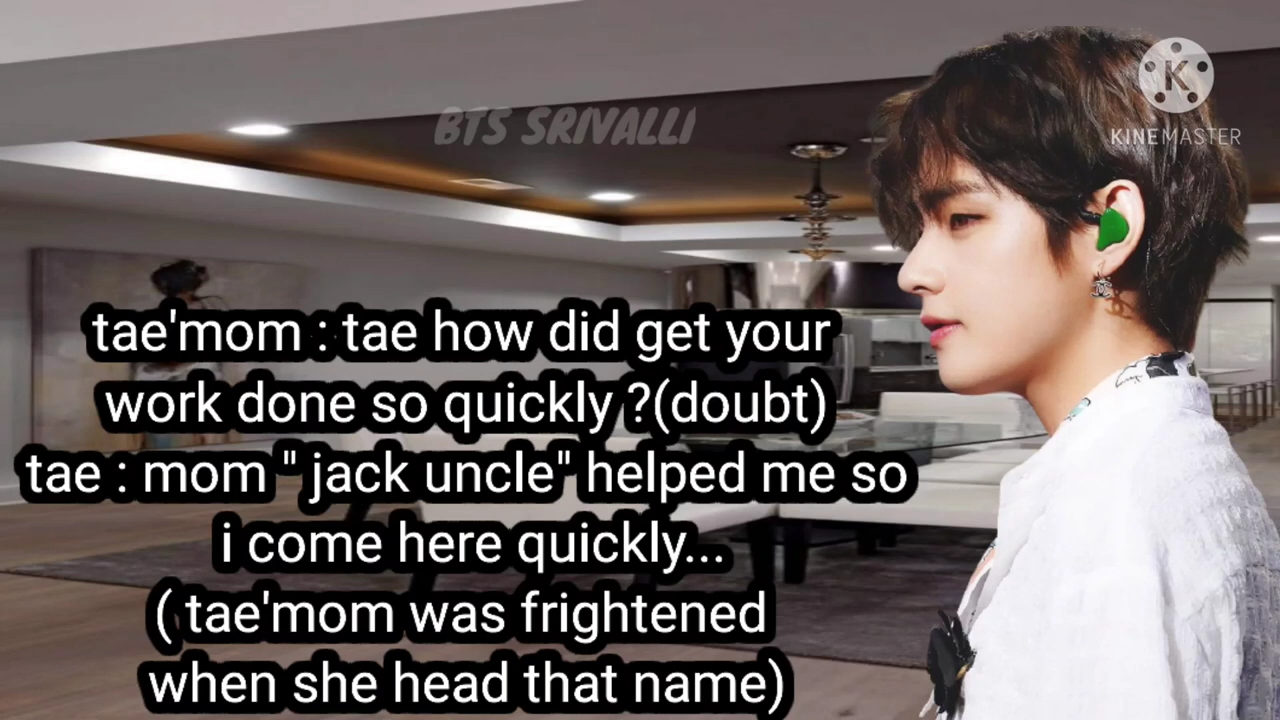 K
KINEMASTER
BTS SRIVALLI
tae'mom : tae how did get your
work done so quickly ?(doubt)
tae : mom " jack uncle" helped me so
i come here quickly...
( tae'mom was frightened
when she head that name)